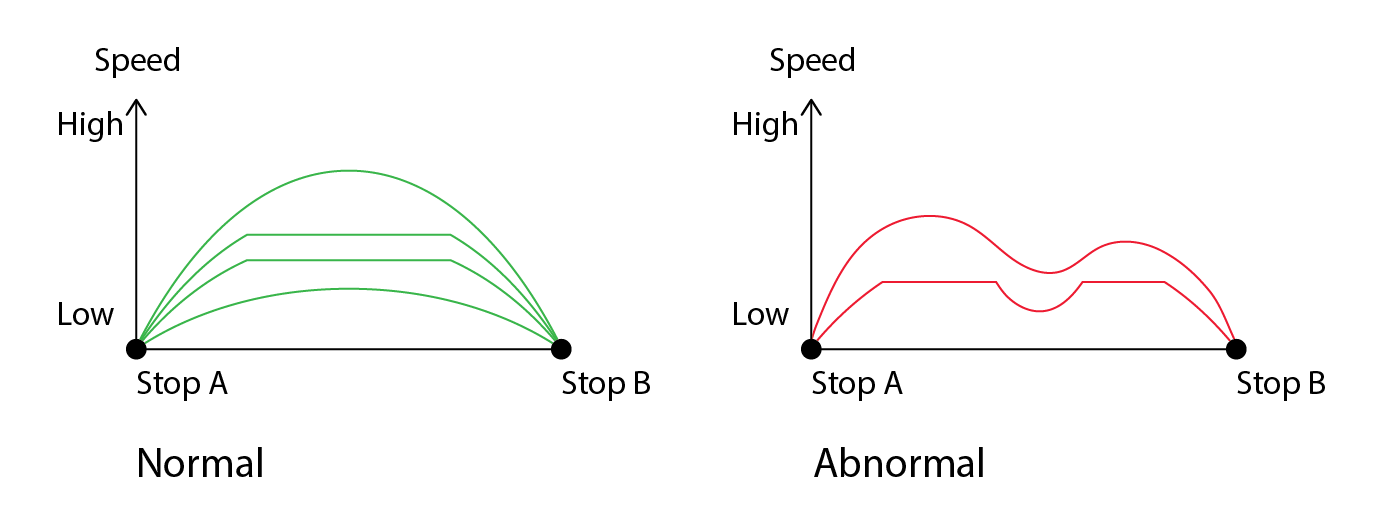 Speed
High
Low
Stop A
Stop B
Normal
Speed
High
Low
Stop A
Stop B
Abnormal